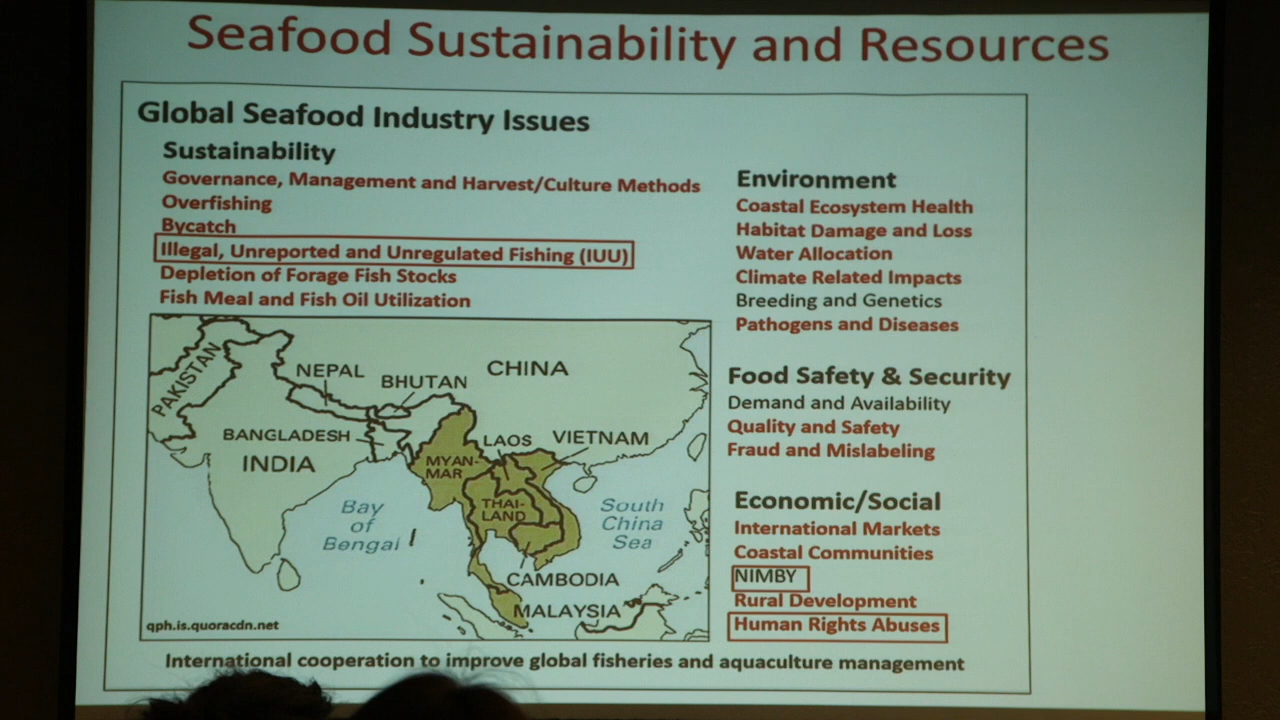 Seafood Sustainability and Resources
Global Seafood Industry Issues
Sustainability
Governance, Management and Harvest/Culture Methods
Overfishing
Bycatch
Illegal, Unreported and Unregulated Fishing (IUU)
Depletion of Forage Fish Stocks
Fish Meal and Fish Oil Utilization
Environment
Coastal Ecosystem Health
Habitat Damage and Loss
Water Allocation
Climate Related Impacts
Breeding and Genetics
Pathogens and Diseases
Food Safety & Security
Demand and Availability
Quality and Safety
Fraud and Mislabeling
Economic/Social
International Markets
Coastal Communities
NIMBY
Rural Development
Human Rights Abuses
PAKISTAN
NEPAL
BHUTAN
CHINA
BANGLADESH
INDIA
MYAN-
MAR
LAOS
VIETNAM
THAI-
LAND
Bay
of
Bengal
South
China
Sea
CAMBODIA
MALAYSIA
qph.is.quoracdn.net
International cooperation to improve global fisheries and aquaculture management